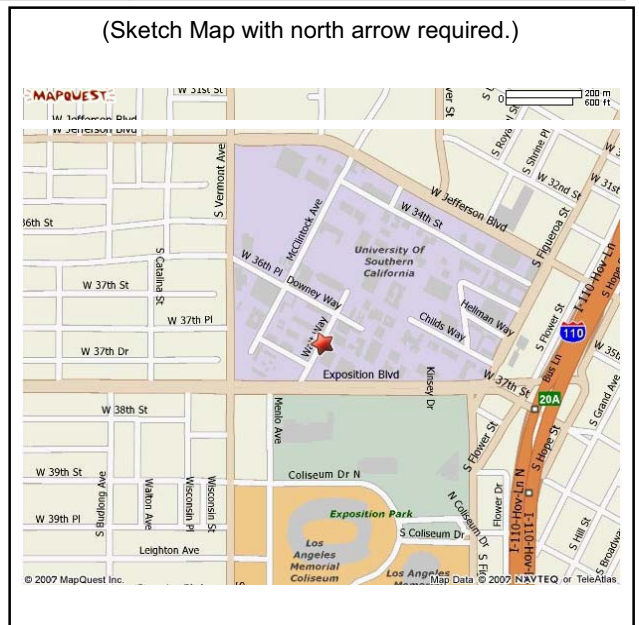 (Sketch Map with north arrow required.)
MAPQUEST
W 31st St
0
200 m
600 ft
W Jefferson Blvd
W Jefferson Blvd
S Vermont Ave
McClintock Ave
W Jefferson Blvd
W 34th St
S Royal
S Shrine Pl
W 32nd St
W 31st
S Figueroa St
36th St
S Catalina St
University Of
Southern
California
W 36th Pl
Downey Way
W 37th St
W 37th Pl
W 37th Dr
Childs Way
Hellman Way
S Flower St
I-110-Hov-Ln
S Hope
110
Bus Ln
W 35th
Exposition Blvd
Kinsey Dr
W 37th St
20A
S Grand Ave
W 38th St
Menlo Ave
S Flower St
S Hope St
W 39th St
S Budlong Ave
Walton Ave
Wisconsin Pl
Wisconsin St
Coliseum Dr N
W 39th Pl
Exposition Park
N Coliseum Dr
Flower Dr
I-110-Hov-Ln N
S Hill St
S Coliseum Dr
S Broadway
Leighton Ave
Los
Angeles
Memorial
Coliseum
Los Angeles
© 2007 MapQuest Inc.
Map Data © 2007 NAVTEQ or TeleAtlas